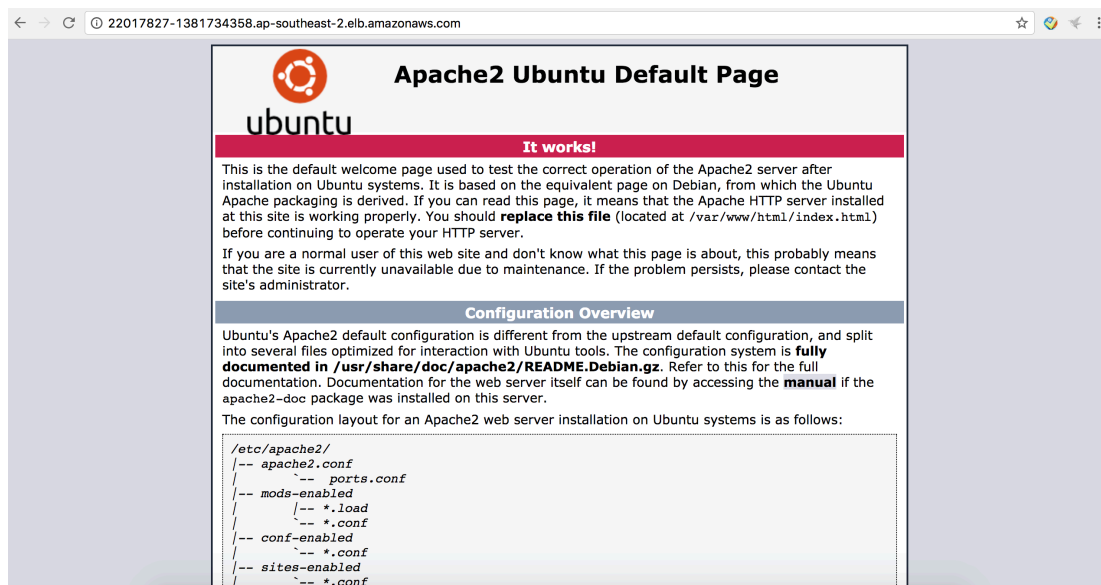 22017827-1381734358.ap-southeast-2.elb.amazonaws.com
Apache2 Ubuntu Default Page
ubuntu
It works!
This is the default welcome page used to test the correct operation of the Apache2 server after
installation on Ubuntu systems. It is based on the equivalent page on Debian, from which the Ubuntu
Apache packaging is derived. If you can read this page, it means that the Apache HTTP server installed
at this site is working properly. You should replace this file (located at /var/www/html/index.html)
before continuing to operate your HTTP server.
If you are a normal user of this web site and don't know what this page is about, this probably means
that the site is currently unavailable due to maintenance. If the problem persists, please contact the
site's administrator.
Configuration Overview
Ubuntu's Apache2 default configuration is different from the upstream default configuration, and split
into several files optimized for interaction with Ubuntu tools. The configuration system is fully
documented in /usr/share/doc/apache2/README.Debian.gz. Refer to this for the full
documentation. Documentation for the web server itself can be found by accessing the manual if the
apache2-doc package was installed on this server.
The configuration layout for an Apache2 web server installation on Ubuntu systems is as follows:
/etc/apache2/
|-- apache2.conf
|       `--  ports.conf
|-- mods-enabled
|       |-- *.load
|       `-- *.conf
|-- conf-enabled
|       `-- *.conf
|-- sites-enabled
|       `-- *.conf